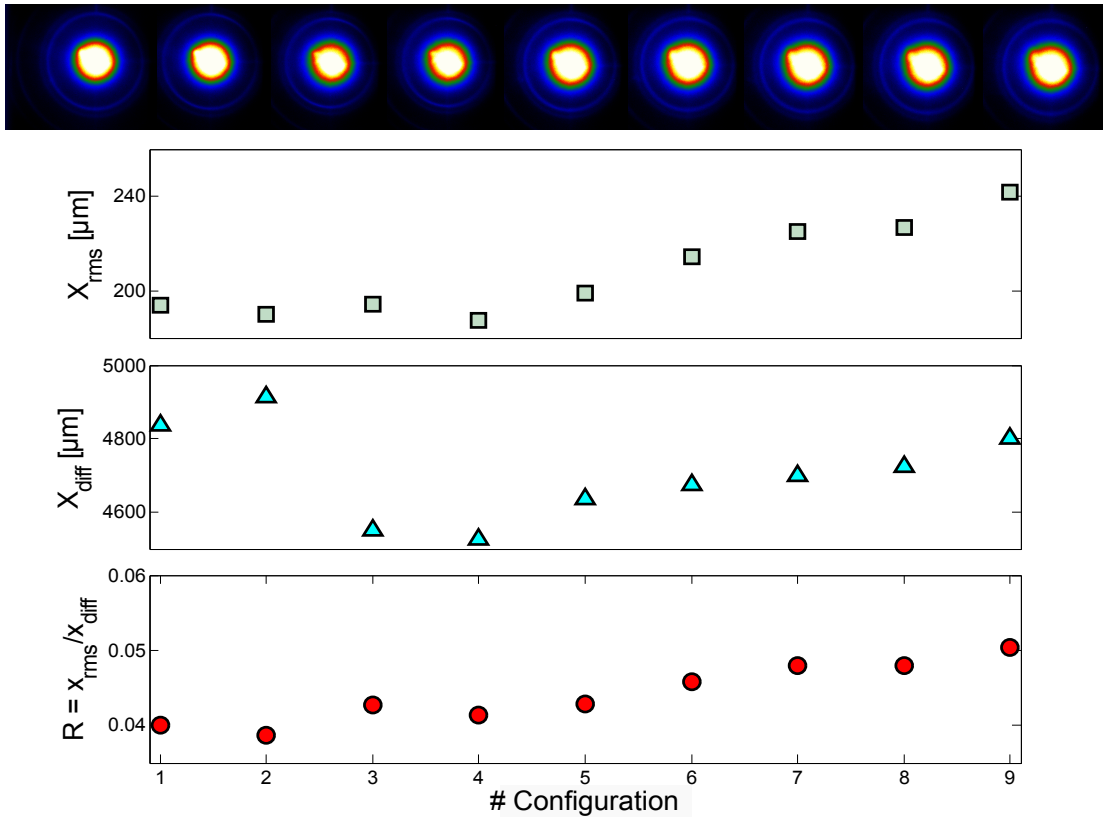 240
200
X_rms [μm]
5000
4800
4600
X_diff [μm]
0.06
0.05
0.04
R = x_rms/x_diff
1 2 3 4 5 6 7 8 9
# Configuration